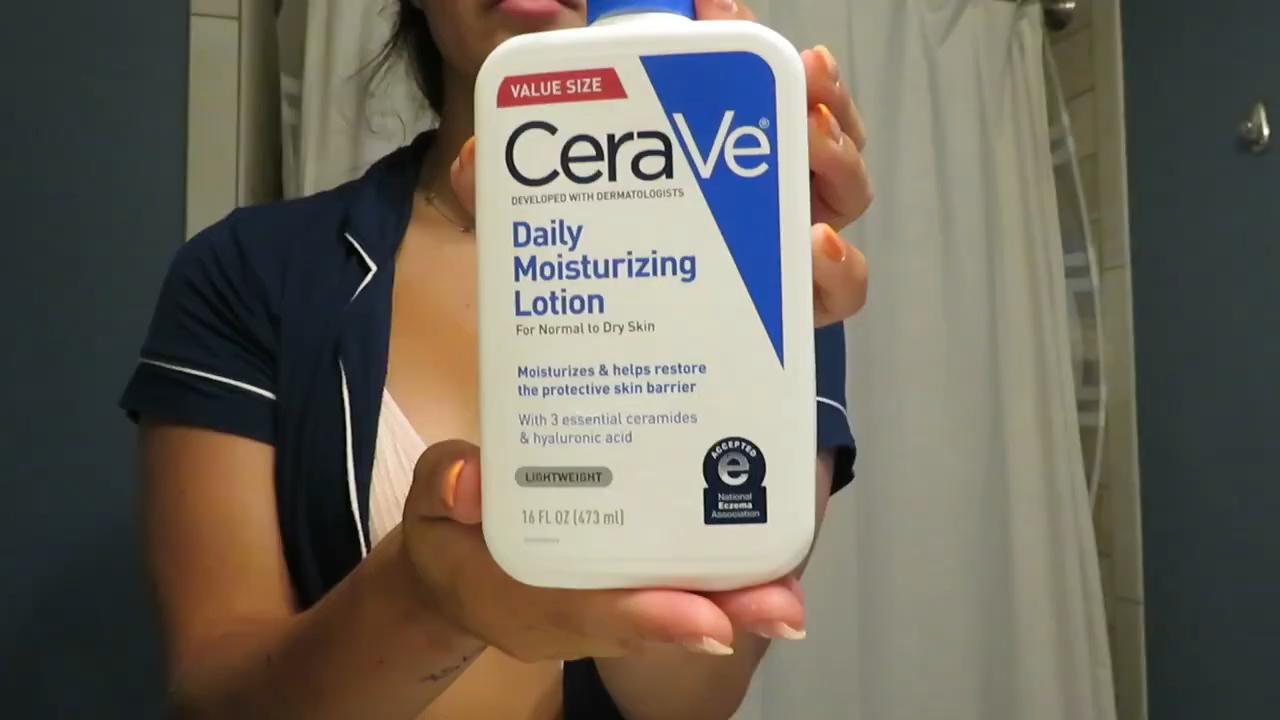 VALUE SIZE
CeraVe®
DEVELOPED WITH DERMATOLOGISTS
Daily
Moisturizing
Lotion
For Normal to Dry Skin
Moisturizes & helps restore
the protective skin barrier
With 3 essential ceramides
& hyaluronic acid
LIGHTWEIGHT
16 FL OZ (473 ml)
ACCEPTED
e
National
Eczema
Association